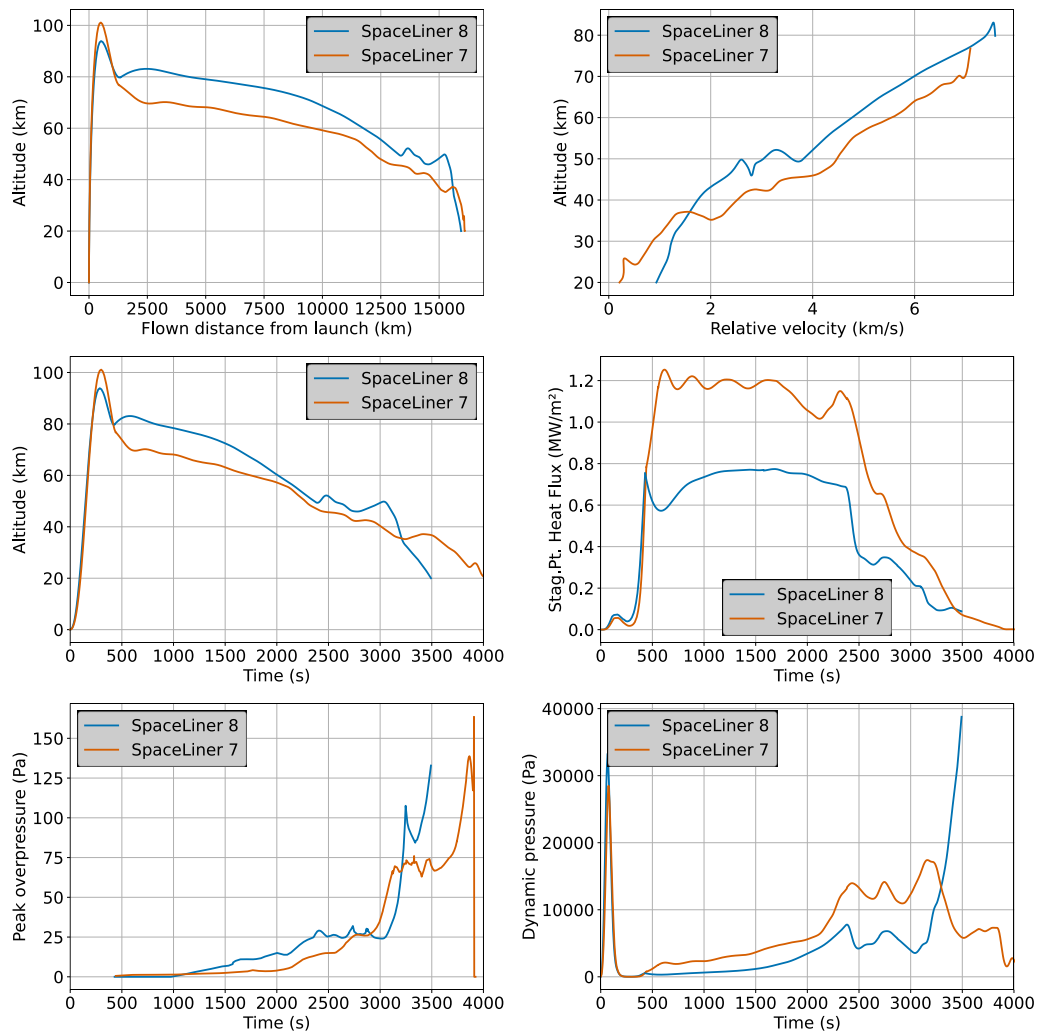 SpaceLiner 8
SpaceLiner 7
Altitude (km)
100
80
60
40
20
0
0 2500 5000 7500 10000 12500 15000
Flown distance from launch (km)
SpaceLiner 8
SpaceLiner 7
Altitude (km)
80
70
60
50
40
30
20
0 2 4 6
Relative velocity (km/s)
SpaceLiner 8
SpaceLiner 7
Altitude (km)
100
80
60
40
20
0
0 500 1000 1500 2000 2500 3000 3500 4000
Time (s)
Stag.Pt. Heat Flux (MW/m²)
1.2
1.0
0.8
0.6
0.4
0.2
0.0
SpaceLiner 8
SpaceLiner 7
0 500 1000 1500 2000 2500 3000 3500 4000
Time (s)
SpaceLiner 8
SpaceLiner 7
Peak overpressure (Pa)
150
125
100
75
50
25
0
0 500 1000 1500 2000 2500 3000 3500 4000
Time (s)
SpaceLiner 8
SpaceLiner 7
Dynamic pressure (Pa)
40000
30000
20000
10000
0
0 500 1000 1500 2000 2500 3000 3500 4000
Time (s)